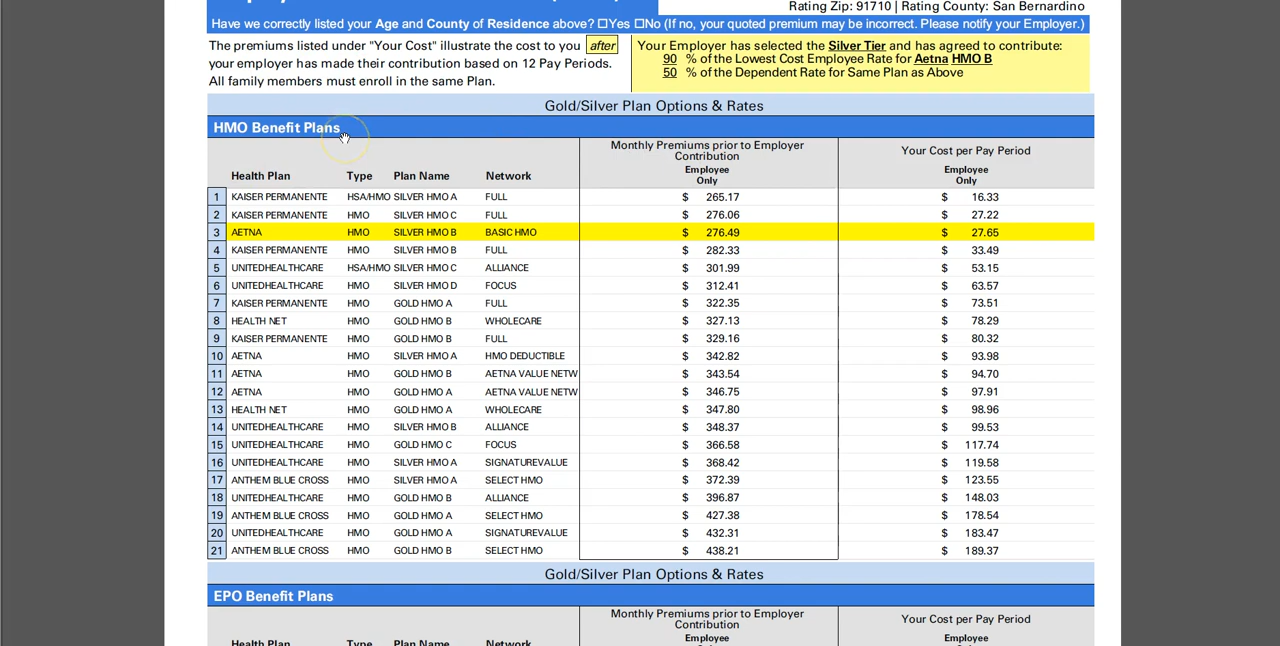 Rating Zip: 91710 | Rating County: San Bernardino
Have we correctly listed your Age and County of Residence above? ☐Yes ☐No (If no, your quoted premium may be incorrect. Please notify your Employer.)
The premiums listed under "Your Cost" illustrate the cost to you after
your employer has made their contribution based on 12 Pay Periods.
All family members must enroll in the same Plan.
Your Employer has selected the Silver Tier and has agreed to contribute:
90 % of the Lowest Cost Employee Rate for Aetna HMO B
50 % of the Dependent Rate for Same Plan as Above
Gold/Silver Plan Options & Rates
HMO Benefit Plans
Monthly Premiums prior to Employer
Contribution
Your Cost per Pay Period
Health Plan Type Plan Name Network Employee Only Employee Only
1 KAISER PERMANENTE HSA/HMO SILVER HMO A FULL $ 265.17 $ 16.33
2 KAISER PERMANENTE HMO SILVER HMO C FULL $ 276.06 $ 27.22
3 AETNA HMO SILVER HMO B BASIC HMO $ 276.49 $ 27.65
4 KAISER PERMANENTE HMO SILVER HMO B FULL $ 282.33 $ 33.49
5 UNITEDHEALTHCARE HSA/HMO SILVER HMO C ALLIANCE $ 301.99 $ 53.15
6 UNITEDHEALTHCARE HMO SILVER HMO D FOCUS $ 312.41 $ 63.57
7 KAISER PERMANENTE HMO GOLD HMO A FULL $ 322.35 $ 73.51
8 HEALTH NET HMO GOLD HMO B WHOLECARE $ 327.13 $ 78.29
9 KAISER PERMANENTE HMO GOLD HMO B FULL $ 329.16 $ 80.32
10 AETNA HMO SILVER HMO A HMO DEDUCTIBLE $ 342.82 $ 93.98
11 AETNA HMO GOLD HMO B AETNA VALUE NETW $ 343.54 $ 94.70
12 AETNA HMO GOLD HMO A AETNA VALUE NETW $ 346.75 $ 97.91
13 HEALTH NET HMO GOLD HMO A WHOLECARE $ 347.80 $ 98.96
14 UNITEDHEALTHCARE HMO SILVER HMO B ALLIANCE $ 348.37 $ 99.53
15 UNITEDHEALTHCARE HMO GOLD HMO C FOCUS $ 366.58 $ 117.74
16 UNITEDHEALTHCARE HMO SILVER HMO A SIGNATUREVALUE $ 368.42 $ 119.58
17 ANTHEM BLUE CROSS HMO SILVER HMO A SELECT HMO $ 372.39 $ 123.55
18 UNITEDHEALTHCARE HMO GOLD HMO B ALLIANCE $ 396.87 $ 148.03
19 ANTHEM BLUE CROSS HMO GOLD HMO A SELECT HMO $ 427.38 $ 178.54
20 UNITEDHEALTHCARE HMO GOLD HMO A SIGNATUREVALUE $ 432.31 $ 183.47
21 ANTHEM BLUE CROSS HMO GOLD HMO B SELECT HMO $ 438.21 $ 189.37
Gold/Silver Plan Options & Rates
EPO Benefit Plans
Monthly Premiums prior to Employer
Contribution
Your Cost per Pay Period
Health Plan Type Plan Name Network Employee Employee